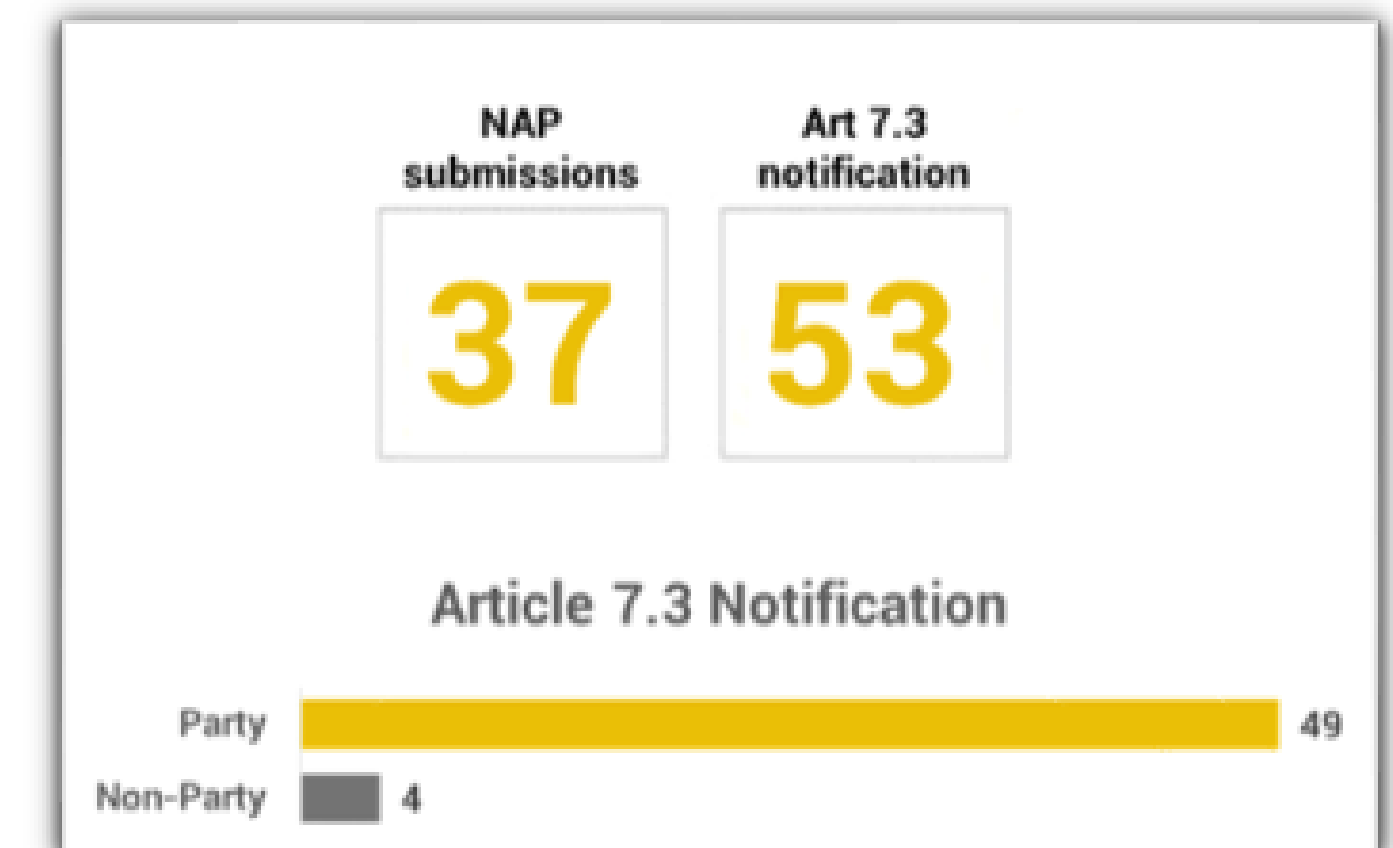 NAP
submissions
Art 7.3
notification
37
53
Article 7.3 Notification
Party
49
Non-Party
4